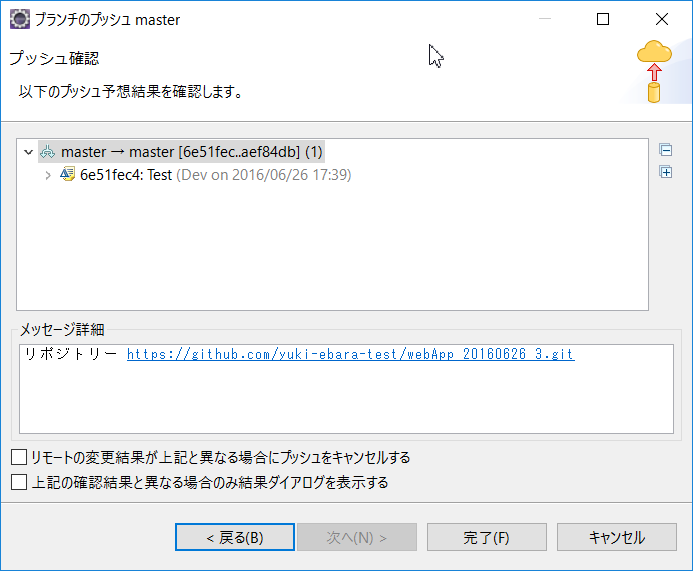 ブランチのプッシュ master
プッシュ確認
以下のプッシュ予想結果を確認します。
master → master [6e51fec..aef84db] (1)
6e51fec4: Test (Dev on 2016/06/26 17:39)
メッセージ詳細
リポジトリー https://github.com/yuki-ebara-test/webApp_20160626_3.git
リモートの変更結果が上記と異なる場合にプッシュをキャンセルする
上記の確認結果と異なる場合のみ結果ダイアログを表示する
< 戻る(B)
次へ(N) >
完了(F)
キャンセル